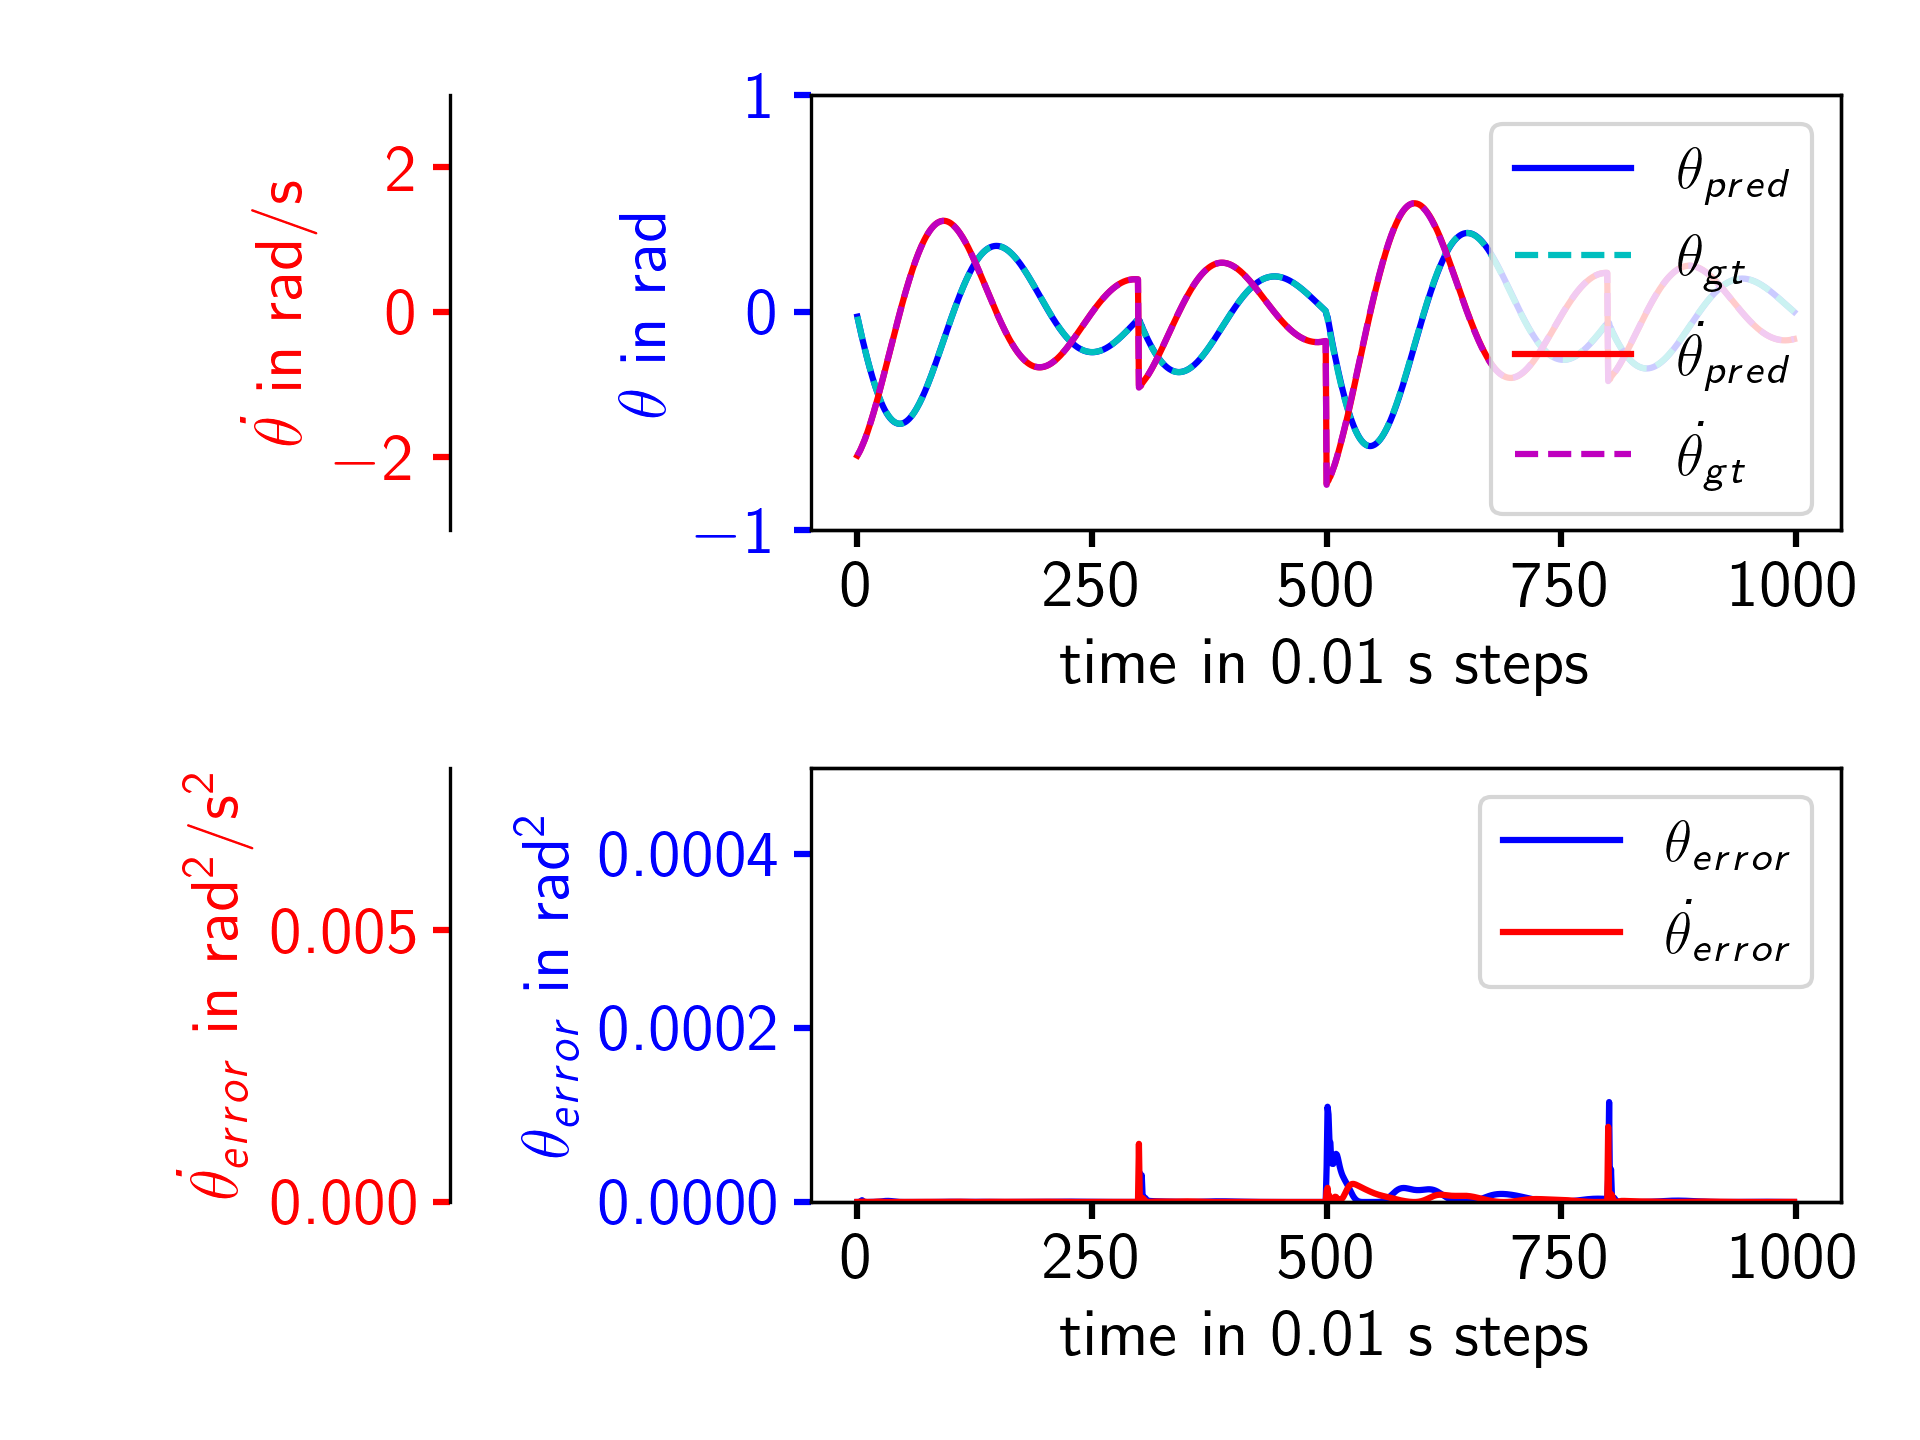 θ̇ in rad/s
2
0
−2
θ in rad
1
0
−1
θ_pred
θ_gt
θ̇_pred
θ̇_gt
0 250 500 750 1000
time in 0.01 s steps
θ̇_error in rad²/s²
0.005
0.000
θ_error in rad²
0.0004
0.0002
0.0000
θ_error
θ̇_error
0 250 500 750 1000
time in 0.01 s steps